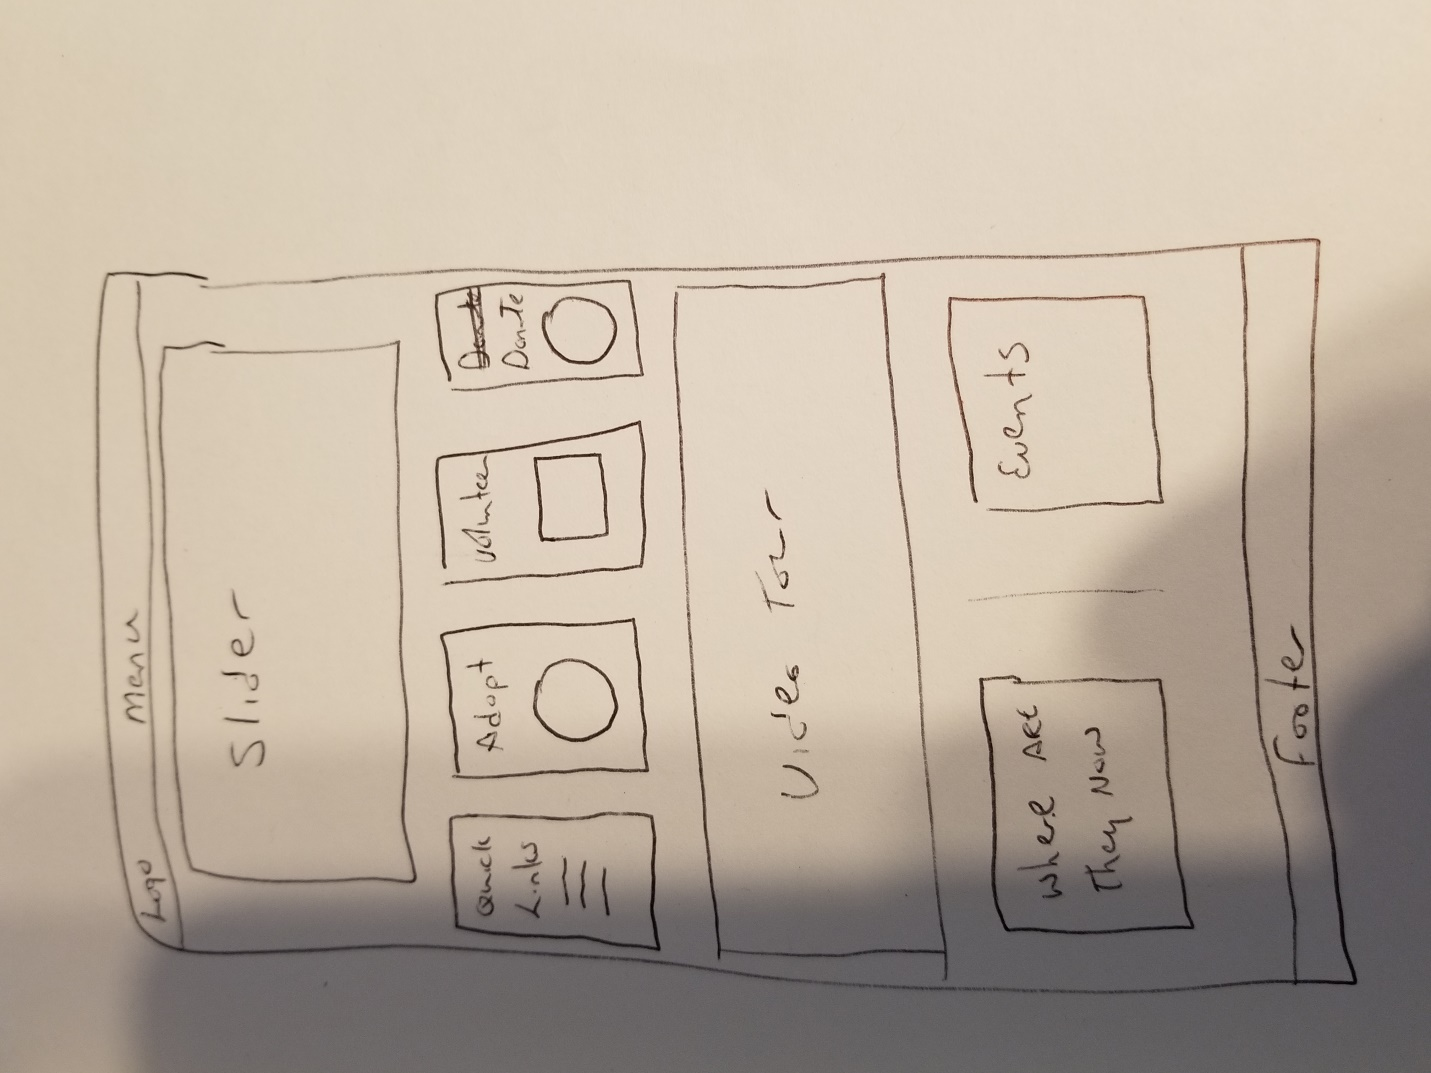 Logo Menu
Slider
Quick
Links
Adopt
Volunteer
Donate
Donate
Video Tour
Where Are
They Now
Events
Footer